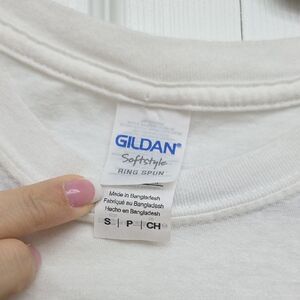 GILDAN®
Softstyle
RING SPUN
Made in Bangladesh
Fabriqué au Bangladesh
Hecho en Bangladesh
S | P | CH